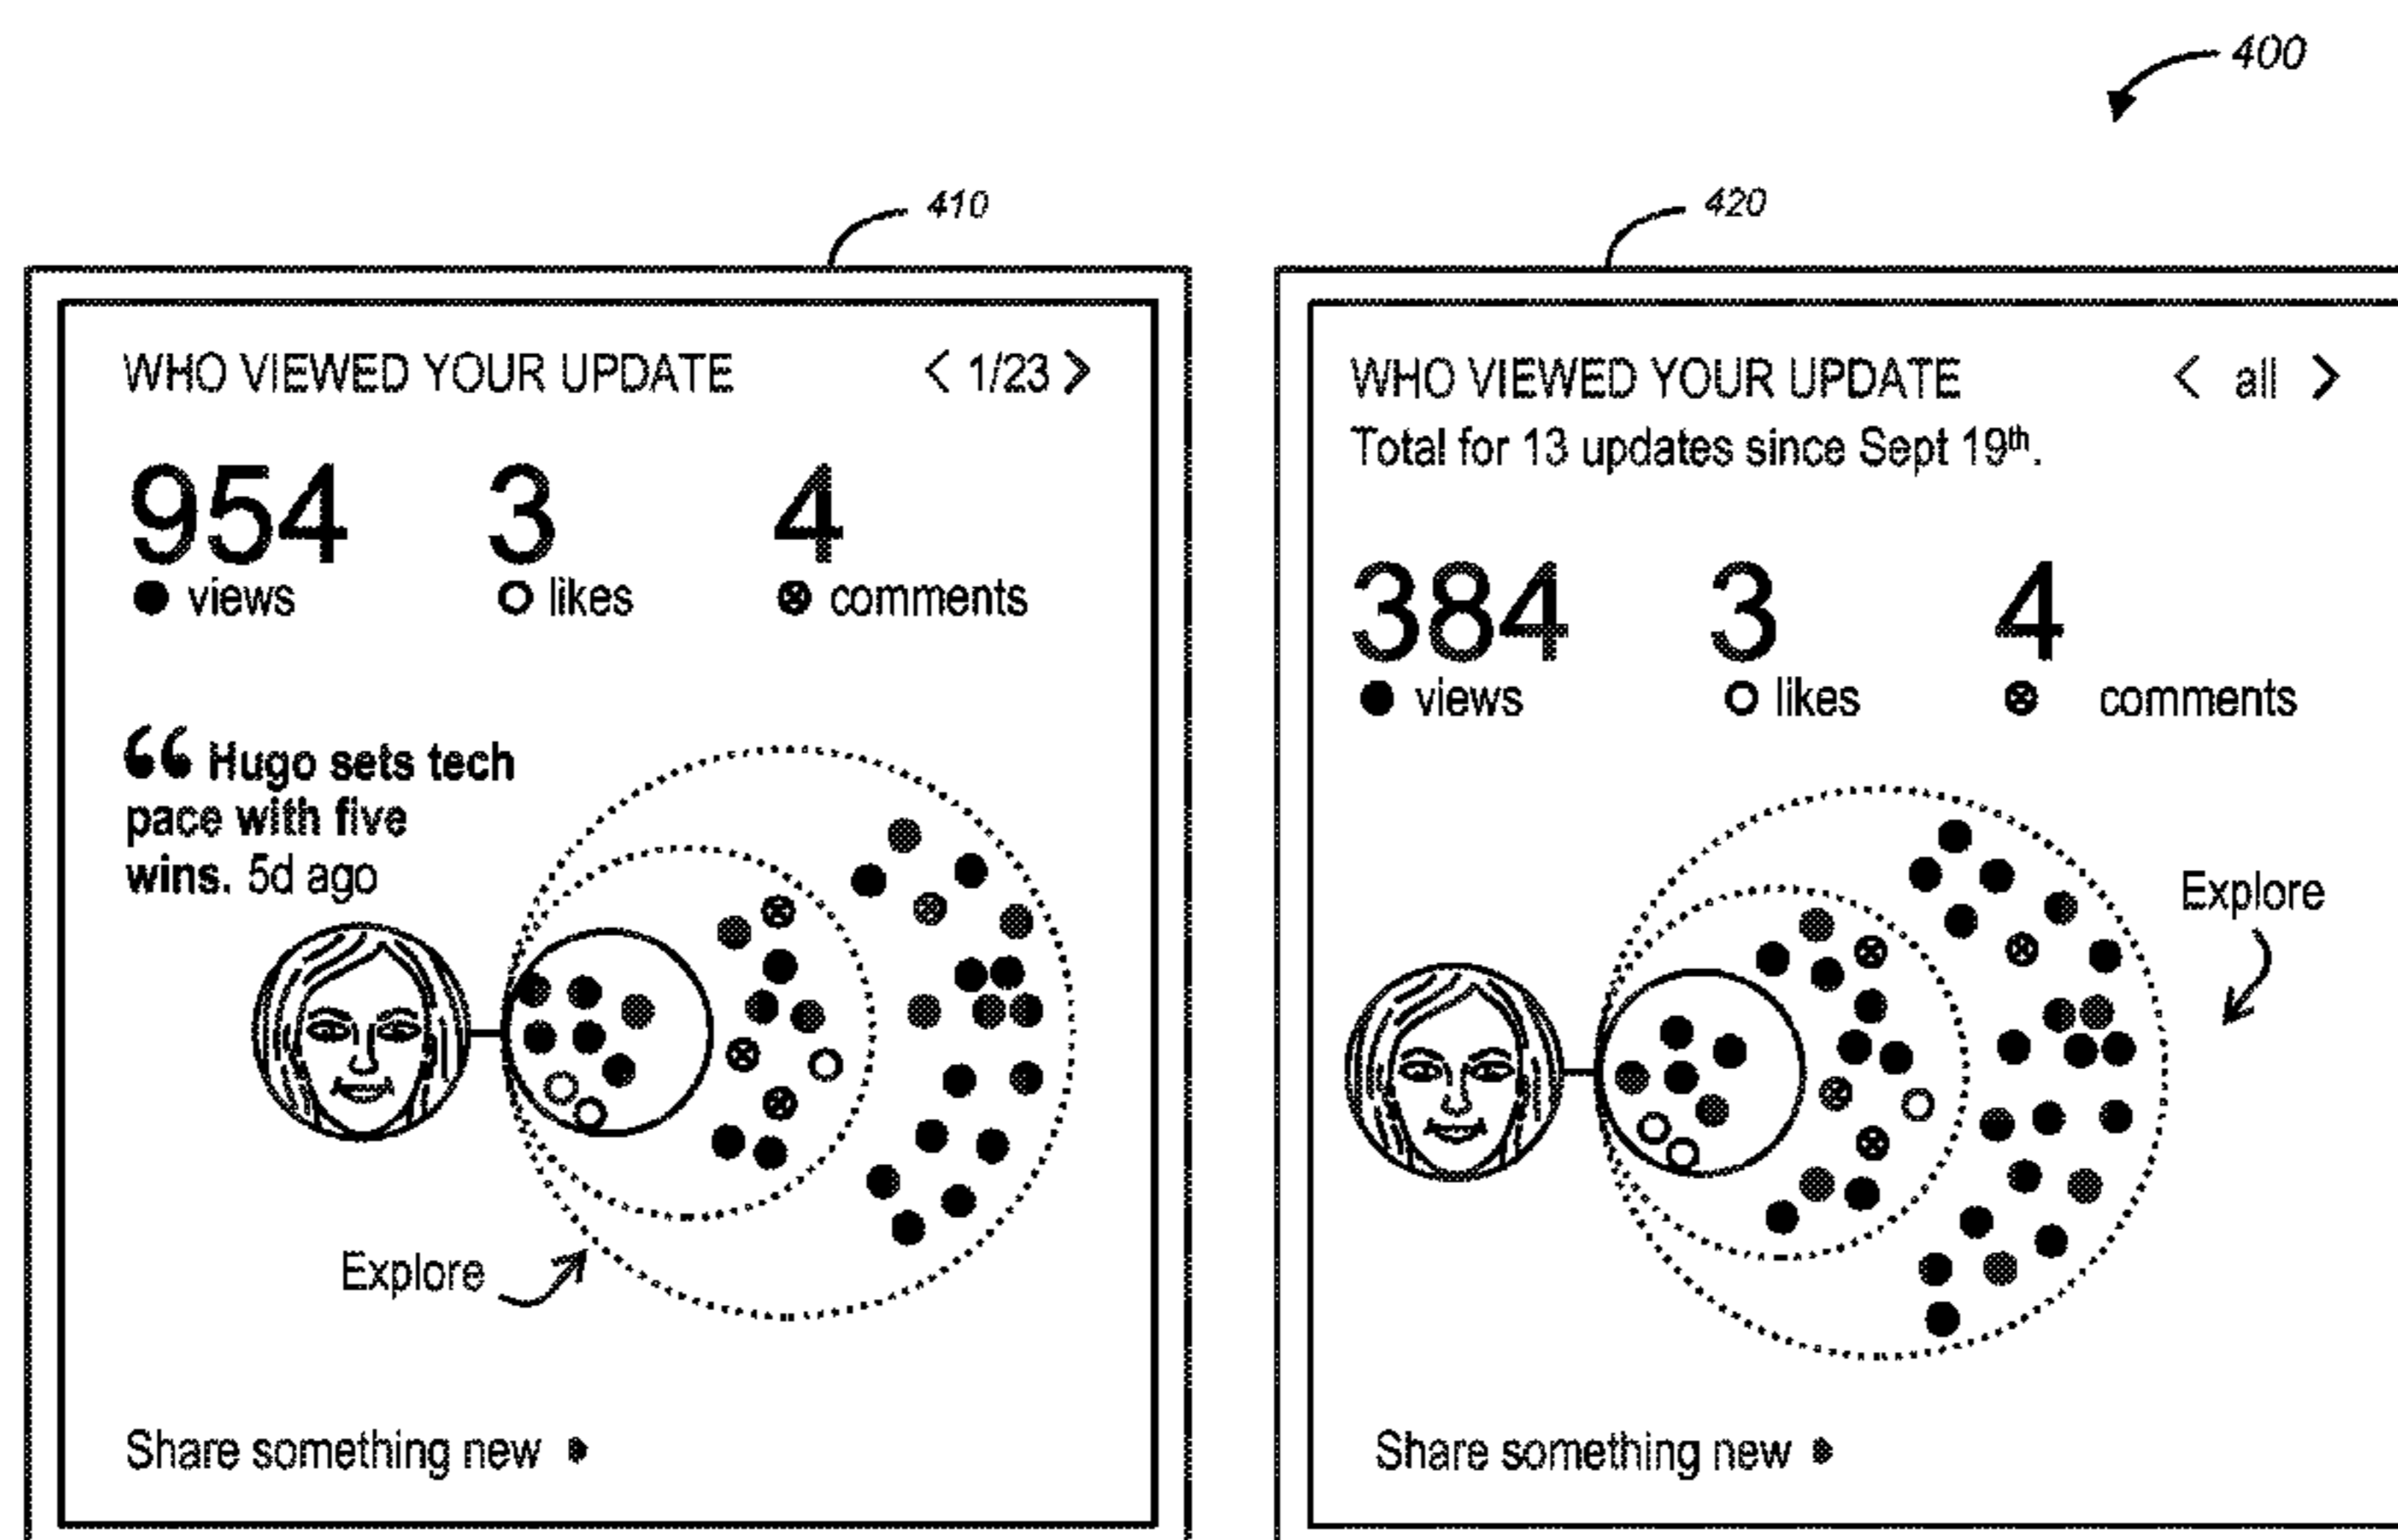 400
410
420
WHO VIEWED YOUR UPDATE < 1/23 >
954 3 4
views likes comments
❝ Hugo sets tech
pace with five
wins. 5d ago
Explore
Share something new
WHO VIEWED YOUR UPDATE < all >
Total for 13 updates since Sept 19th.
384 3 4
views likes comments
Explore
Share something new